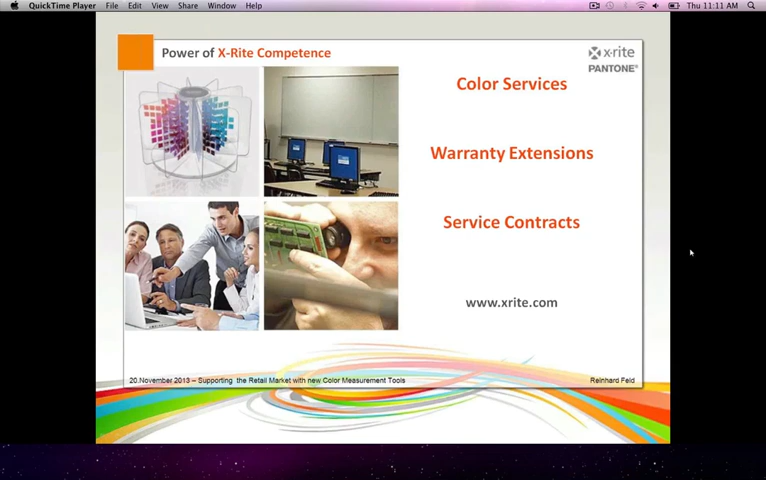 QuickTime Player File Edit View Share Window Help Thu 11:11 AM
Power of X-Rite Competence
x·rite
PANTONE®
Color Services
Warranty Extensions
Service Contracts
www.xrite.com
20.November 2013 – Supporting the Retail Market with new Color Measurement Tools
Reinhard Feld